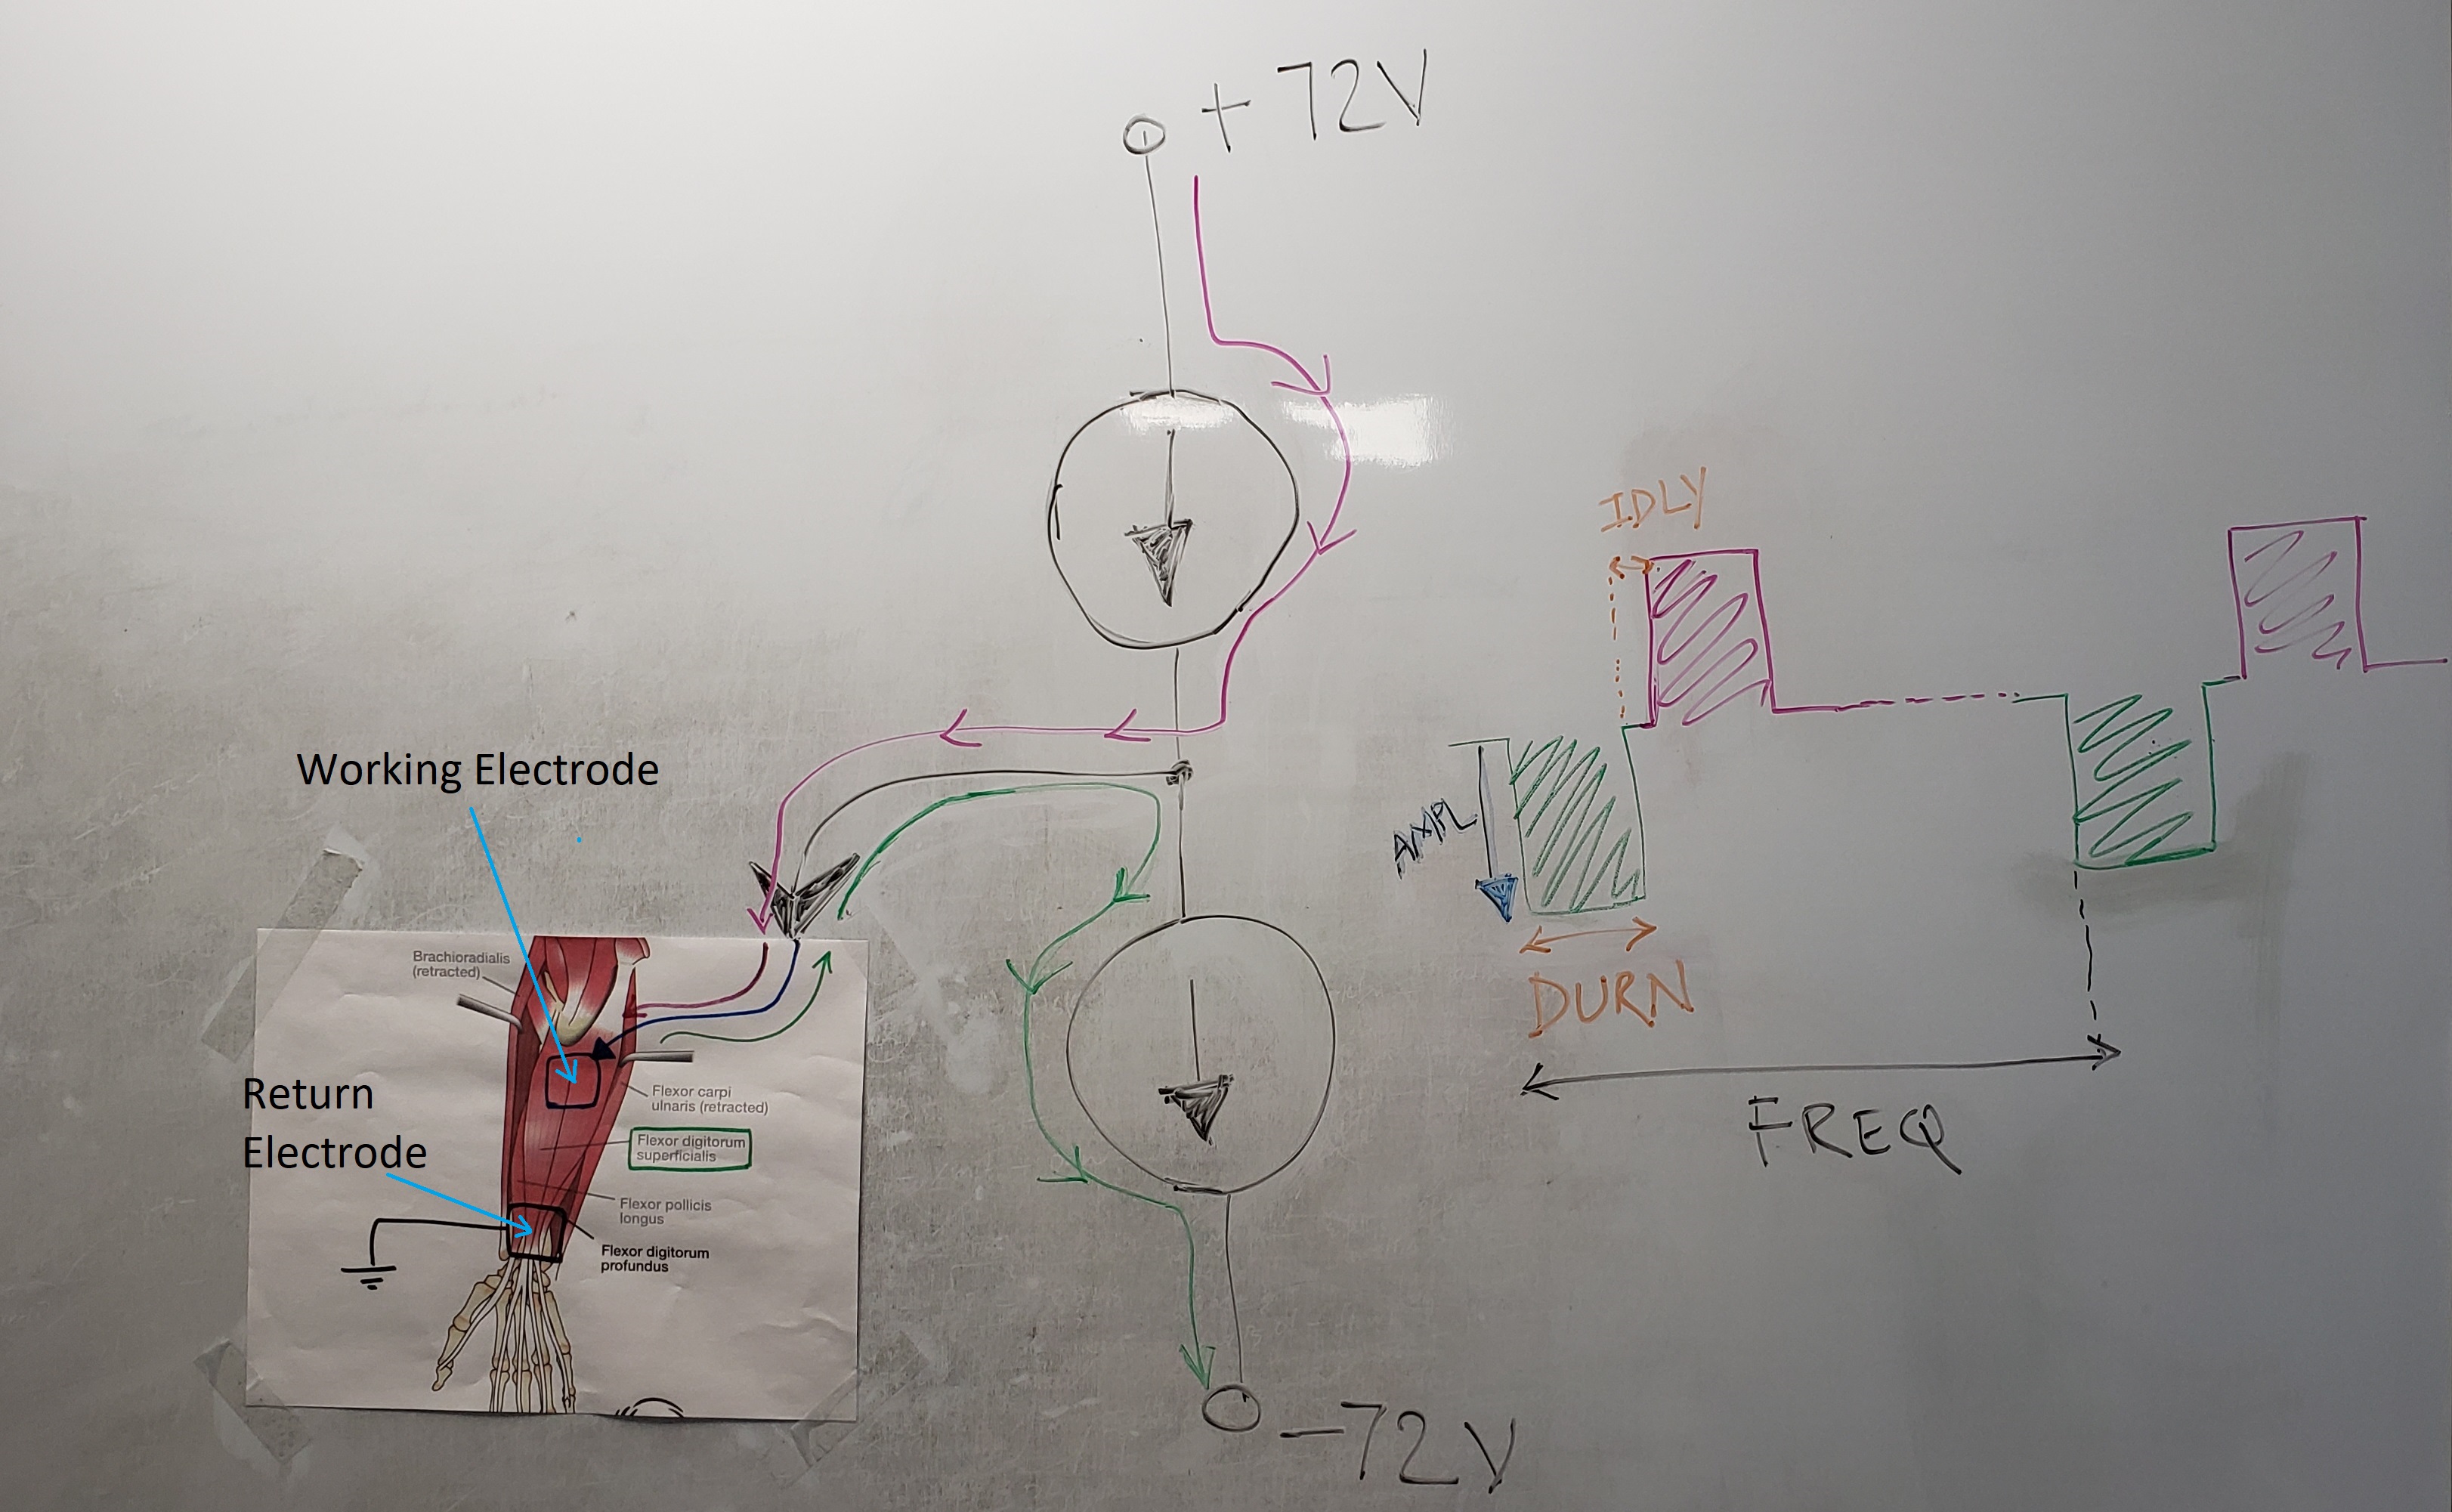 +72V
IDLY
Working Electrode
AMPL
Brachioradialis
(retracted)
DURN
Return
Electrode
Flexor carpi
ulnaris (retracted)
FREQ
Flexor digitorum
superficialis
Flexor pollicis
longus
Flexor digitorum
profundus
-72V